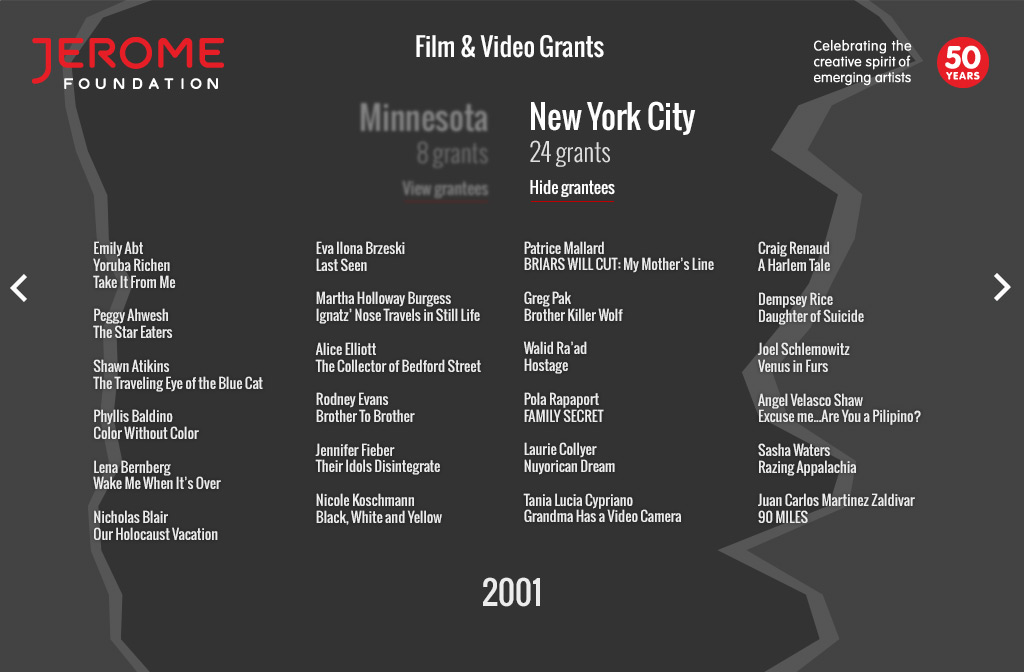 JEROME
FOUNDATION
Film & Video Grants
Celebrating the
creative spirit of
emerging artists
50
YEARS
Minnesota
8 grants
View grantees
New York City
24 grants
Hide grantees
Emily Abt
Yoruba Richen
Take It From Me
Peggy Ahwesh
The Star Eaters
Shawn Atikins
The Traveling Eye of the Blue Cat
Phyllis Baldino
Color Without Color
Lena Bernberg
Wake Me When It's Over
Nicholas Blair
Our Holocaust Vacation
Eva Ilona Brzeski
Last Seen
Martha Holloway Burgess
Ignatz' Nose Travels in Still Life
Alice Elliott
The Collector of Bedford Street
Rodney Evans
Brother To Brother
Jennifer Fieber
Their Idols Disintegrate
Nicole Koschmann
Black, White and Yellow
Patrice Mallard
BRIARS WILL CUT: My Mother's Line
Greg Pak
Brother Killer Wolf
Walid Ra'ad
Hostage
Pola Rapaport
FAMILY SECRET
Laurie Collyer
Nuyorican Dream
Tania Lucia Cypriano
Grandma Has a Video Camera
Craig Renaud
A Harlem Tale
Dempsey Rice
Daughter of Suicide
Joel Schlemowitz
Venus in Furs
Angel Velasco Shaw
Excuse me...Are You a Pilipino?
Sasha Waters
Razing Appalachia
Juan Carlos Martinez Zaldivar
90 MILES
2001